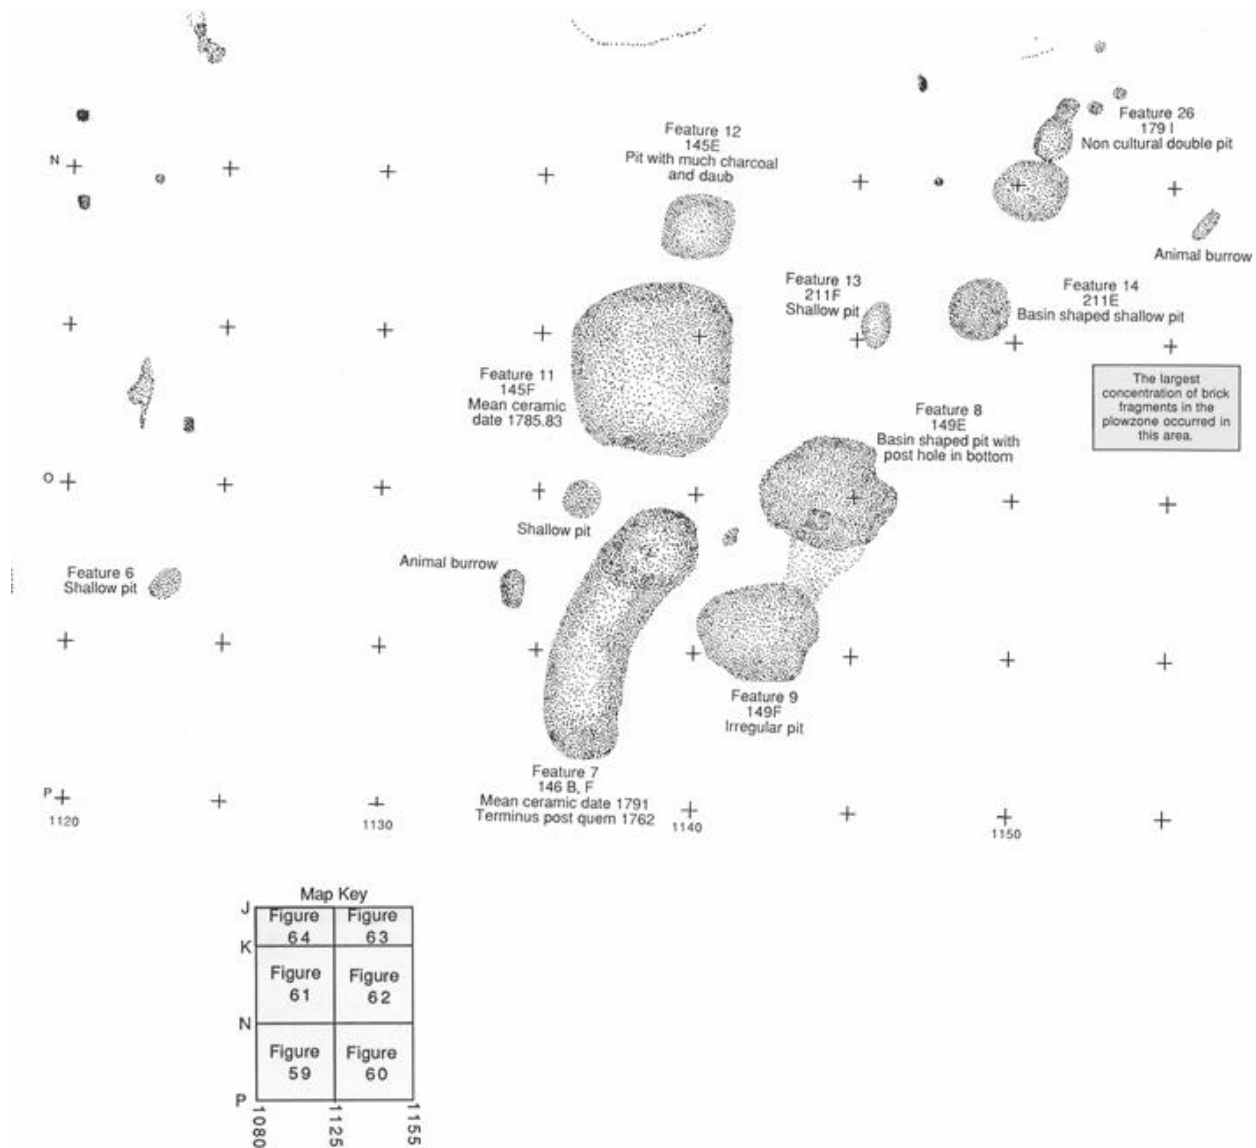 Feature 12
145E
Pit with much charcoal
and daub
Feature 26
179 I
Non cultural double pit
N
Animal burrow
Feature 13
211F
Shallow pit
Feature 14
211E
Basin shaped shallow pit
Feature 11
145F
Mean ceramic
date 1785.83
The largest
concentration of brick
fragments in the
plowzone occurred in
this area.
Feature 8
149E
Basin shaped pit with
post hole in bottom
O
Shallow pit
Animal burrow
Feature 6
Shallow pit
Feature 9
149F
Irregular pit
Feature 7
146 B, F
Mean ceramic date 1791
Terminus post quem 1762
P
1120
1130
1140
1150
Map Key
J
Figure
64
Figure
63
K
Figure
61
Figure
62
N
Figure
59
Figure
60
P
1080
1125
1155